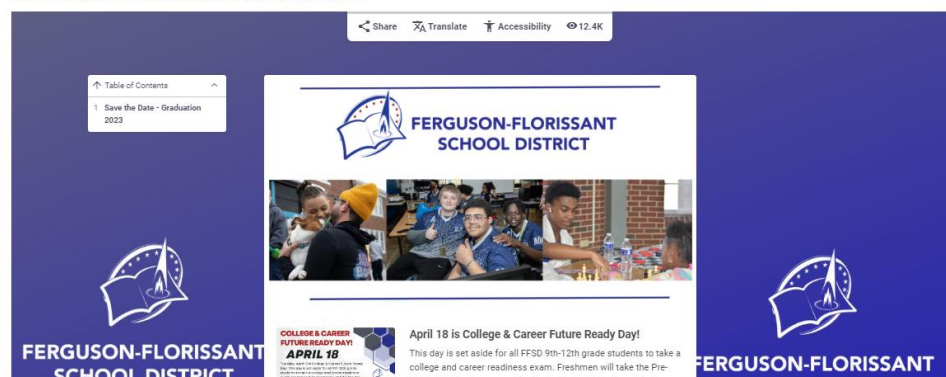 Share Translate Accessibility 12.4K
Table of Contents
1 Save the Date - Graduation
2023
FERGUSON-FLORISSANT
SCHOOL DISTRICT
COLLEGE & CAREER
FUTURE READY DAY!
APRIL 18
April 18 is College & Career Future Ready Day!
This day is set aside for all FFSD 9th-12th grade students to take a
college and career readiness exam. Freshmen will take the Pre-
FERGUSON-FLORISSANT
SCHOOL DISTRICT
FERGUSON-FLORISSANT